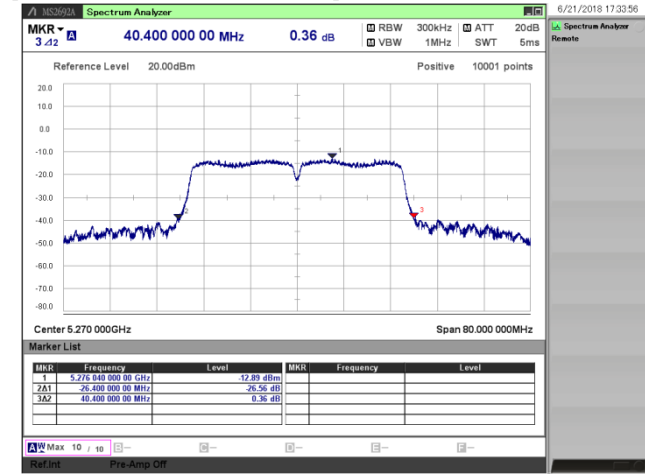 MS2692A Spectrum Analyzer
6/21/2018 17:33:56
MKR A 40.400 000 00 MHz 0.36 dB
3 Δ2
RBW 300kHz ATT 20dB
VBW 1MHz SWT 5ms
Spectrum Analyzer
Remote
Reference Level 20.00dBm Positive 10001 points
20.0
10.0
0.0
-10.0
-20.0
-30.0
-40.0
-50.0
-60.0
-70.0
-80.0
1
2
3
Center 5.270 000GHz Span 80.000 000MHz
Marker List
MKR Frequency Level MKR Frequency Level
1 5.276 040 000 00 GHz -12.89 dBm
2Δ1 -26.400 000 00 MHz -26.56 dB
3Δ2 40.400 000 00 MHz 0.36 dB
A W Max 10 / 10 B— C— D— E— F—
Ref.Int Pre-Amp Off